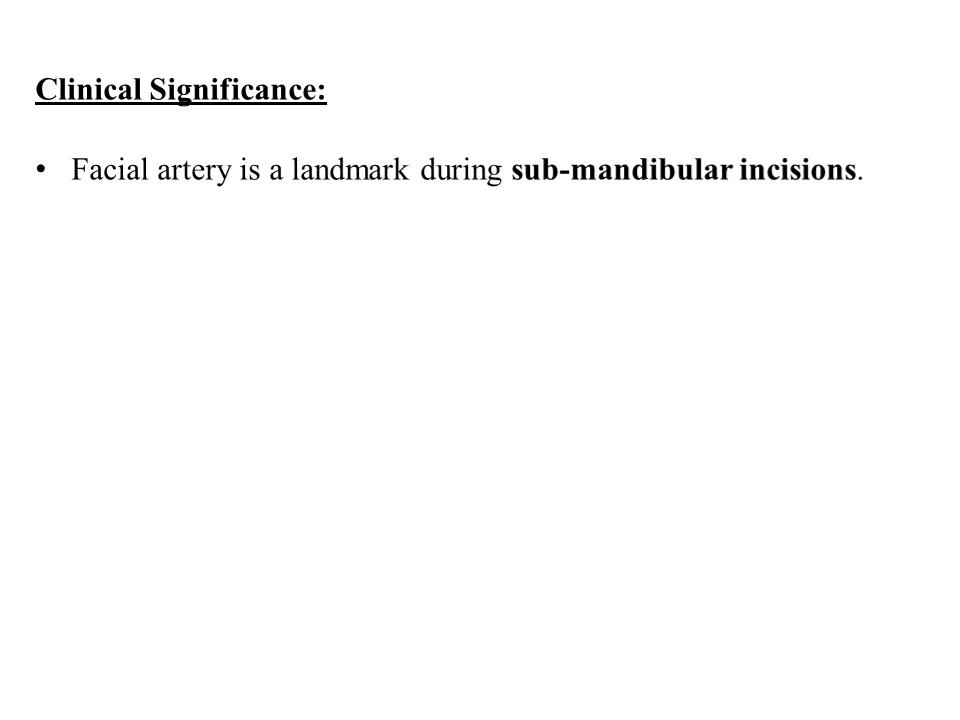 Clinical Significance:
• Facial artery is a landmark during sub-mandibular incisions.